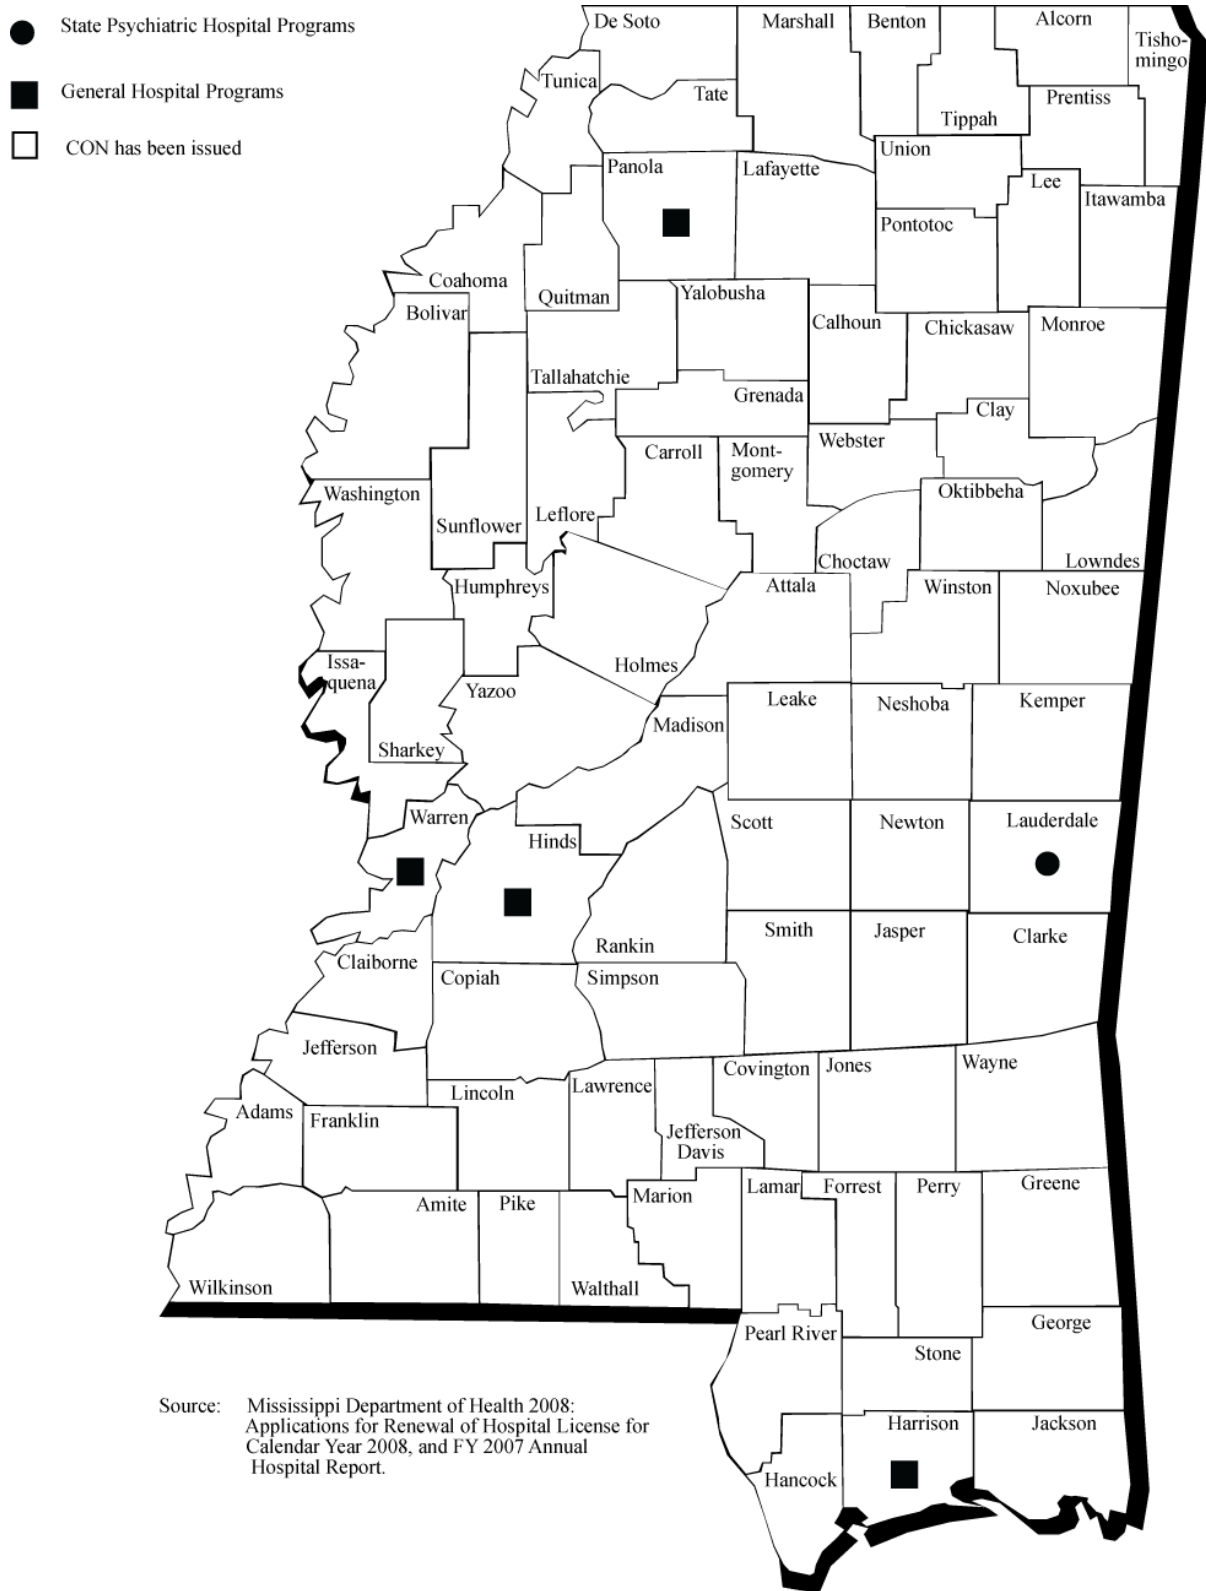 State Psychiatric Hospital Programs
General Hospital Programs
CON has been issued
De Soto
Marshall
Benton
Alcorn
Tisho-
mingo
Tunica
Tate
Tippah
Prentiss
Panola
Lafayette
Union
Lee
Itawamba
Pontotoc
Coahoma
Quitman
Yalobusha
Bolivar
Calhoun
Chickasaw
Monroe
Tallahatchie
Grenada
Clay
Webster
Carroll
Mont-
gomery
Washington
Oktibbeha
Sunflower
Leflore
Choctaw
Lowndes
Humphreys
Attala
Winston
Noxubee
Holmes
Issa-
quena
Yazoo
Leake
Neshoba
Kemper
Madison
Sharkey
Warren
Hinds
Scott
Newton
Lauderdale
Rankin
Smith
Jasper
Clarke
Claiborne
Copiah
Simpson
Jefferson
Covington
Jones
Wayne
Lincoln
Lawrence
Adams
Franklin
Jefferson
Davis
Amite
Pike
Marion
Lamar
Forrest
Perry
Greene
Wilkinson
Walthall
Pearl River
George
Stone
Harrison
Jackson
Hancock
Source: Mississippi Department of Health 2008:
Applications for Renewal of Hospital License for
Calendar Year 2008, and FY 2007 Annual
Hospital Report.